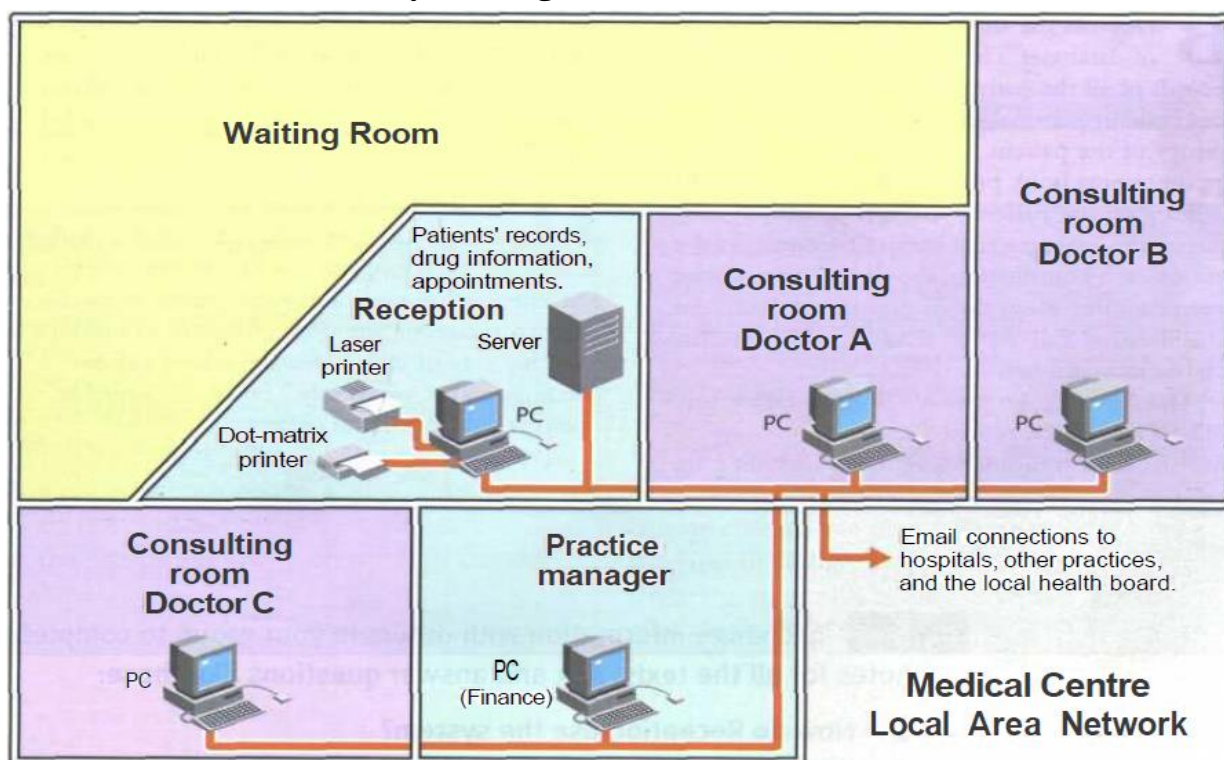 Waiting Room
Consulting
room
Doctor B
Patients' records,
drug information,
appointments.
Reception
Laser
printer
Server
PC
Dot-matrix
printer
Consulting
room
Doctor A
PC
PC
Consulting
room
Doctor C
PC
Practice
manager
PC
(Finance)
Email connections to
hospitals, other practices,
and the local health board.
Medical Centre
Local Area Network